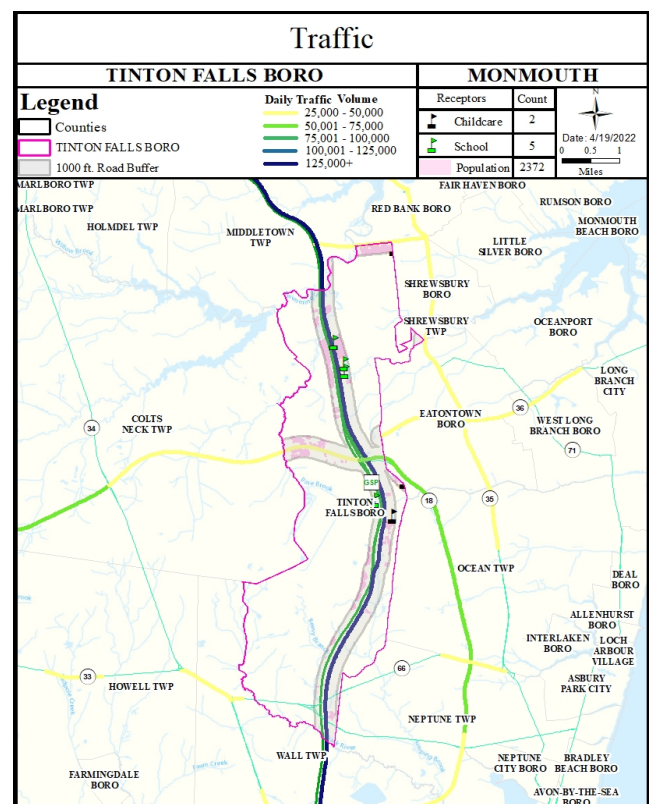 Traffic
TINTON FALLS BORO
MONMOUTH
Legend
Counties
TINTON FALLS BORO
1000 ft. Road Buffer
Daily Traffic Volume
25,000 - 50,000
50,001 - 75,000
75,001 - 100,000
100,001 - 125,000
125,000+
Receptors Count
Childcare 2
School 5
Population 2372
N
Date: 4/19/2022
0 0.5 1
Miles
MARLBORO TWP
MARLBORO TWP
HOLMDEL TWP
MIDDLETOWN
TWP
FAIR HAVEN BORO
RED BANK BORO
RUMSON BORO
MONMOUTH
BEACH BORO
LITTLE
SILVER BORO
SHREWSBURY
BORO
SHREWSBURY
TWP
OCEANPORT
BORO
LONG
BRANCH
CITY
36
EATONTOWN
BORO
WEST LONG
BRANCH BORO
71
COLTS
NECK TWP
34
GSP
TINTON
FALLS BORO
18
35
OCEAN TWP
DEAL
BORO
ALLENHURST
BORO
INTERLAKEN
BORO
LOCH
ARBOUR
VILLAGE
66
ASBURY
PARK CITY
33
HOWELL TWP
NEPTUNE TWP
WALL TWP
NEPTUNE
CITY BORO
BRADLEY
BEACH BORO
FARMINGDALE
BORO
AVON-BY-THE-SEA
BORO